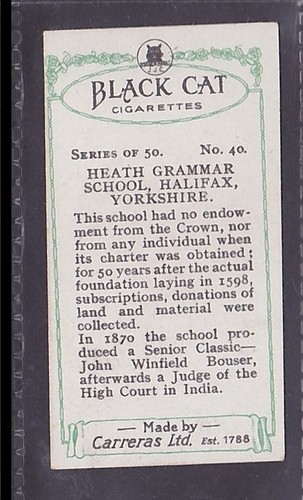 BLACK CAT
CIGARETTES
SERIES OF 50. No. 40.
HEATH GRAMMAR
SCHOOL, HALIFAX,
YORKSHIRE.
This school had no endow-
ment from the Crown, nor
from any individual when
its charter was obtained;
for 50 years after the actual
foundation laying in 1598,
subscriptions, donations of
land and material were
collected.
In 1870 the school pro-
duced a Senior Classic—
John Winfield Bouser,
afterwards a Judge of the
High Court in India.
— Made by —
Carreras Ltd. Est. 1788